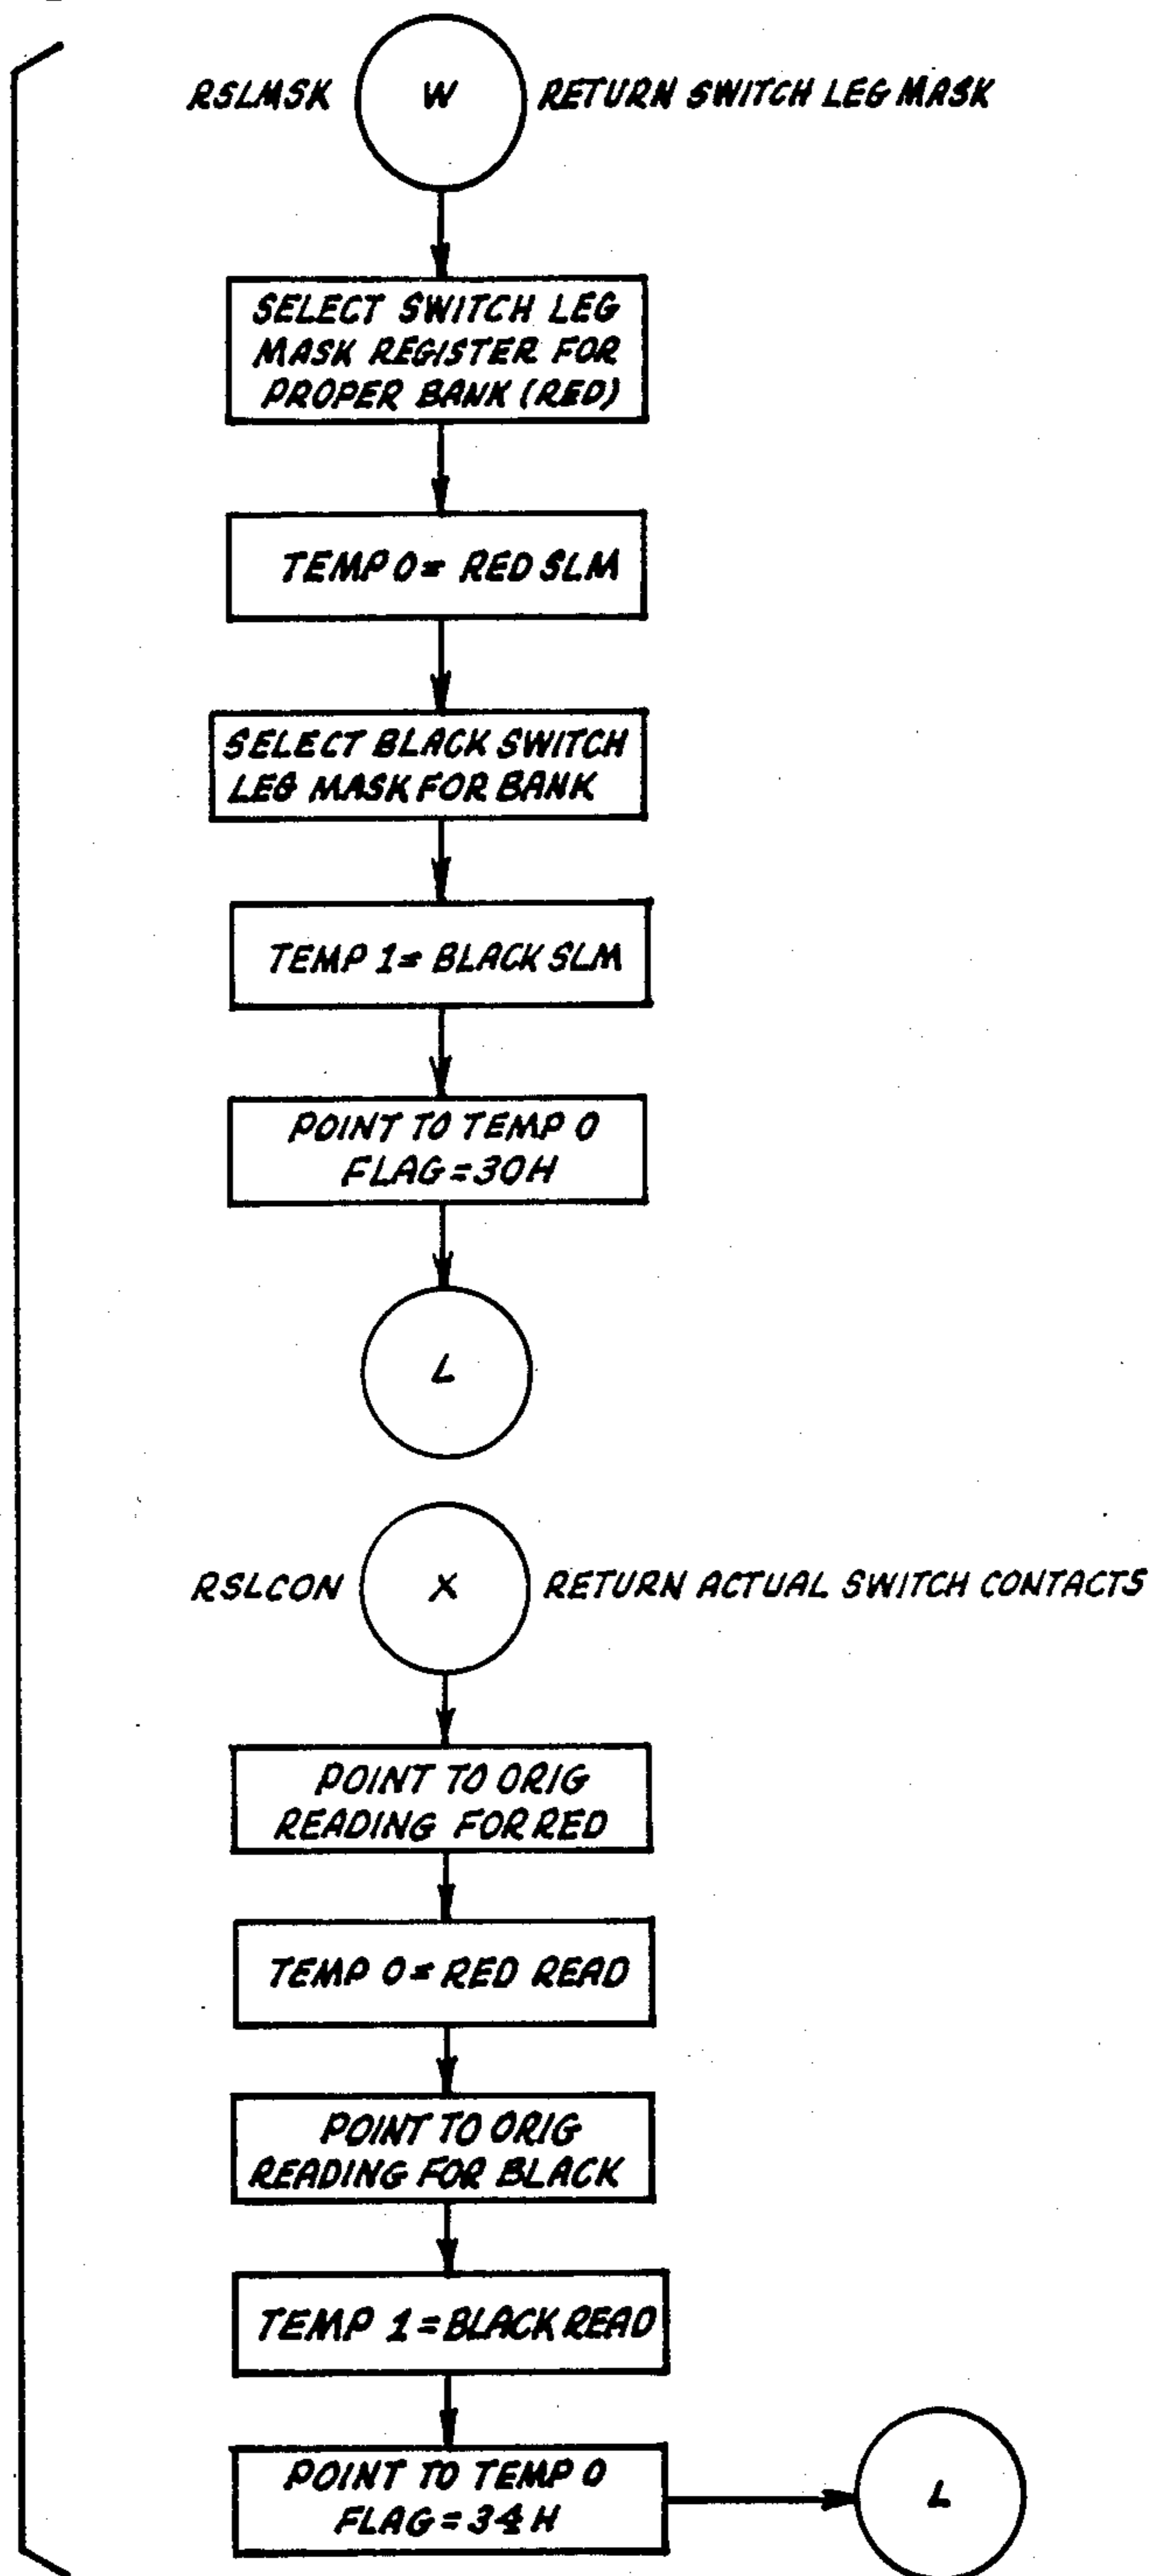 RSLMSK W RETURN SWITCH LEG MASK
SELECT SWITCH LEG
MASK REGISTER FOR
PROPER BANK (RED)
TEMP 0 = RED SLM
SELECT BLACK SWITCH
LEG MASK FOR BANK
TEMP 1 = BLACK SLM
POINT TO TEMP 0
FLAG = 30H
L
RSLCON X RETURN ACTUAL SWITCH CONTACTS
POINT TO ORIG
READING FOR RED
TEMP 0 = RED READ
POINT TO ORIG
READING FOR BLACK
TEMP 1 = BLACK READ
POINT TO TEMP 0
FLAG = 34H
L